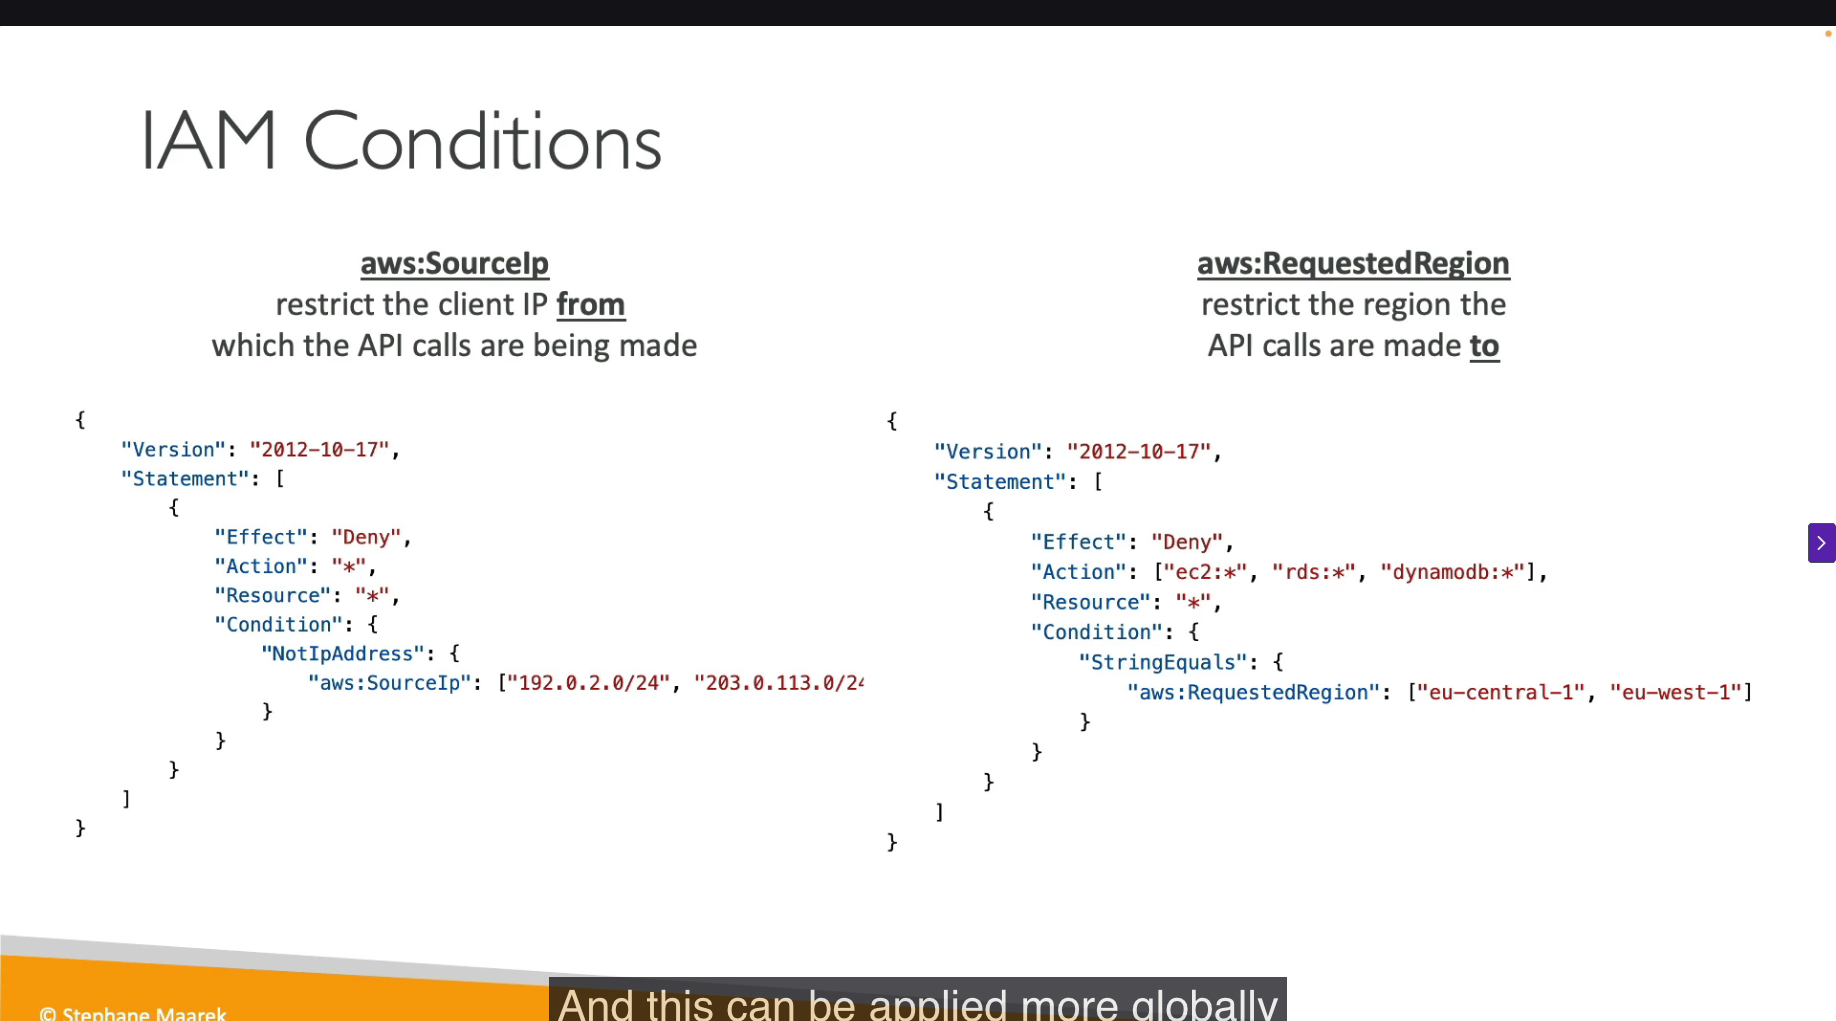 IAM Conditions
aws:SourceIp
restrict the client IP from
which the API calls are being made
{
"Version": "2012-10-17",
"Statement": [
{
"Effect": "Deny",
"Action": "*",
"Resource": "*",
"Condition": {
"NotIpAddress": {
"aws:SourceIp": ["192.0.2.0/24", "203.0.113.0/24
}
}
}
]
}
aws:RequestedRegion
restrict the region the
API calls are made to
{
"Version": "2012-10-17",
"Statement": [
{
"Effect": "Deny",
"Action": ["ec2:*", "rds:*", "dynamodb:*"],
"Resource": "*",
"Condition": {
"StringEquals": {
"aws:RequestedRegion": ["eu-central-1", "eu-west-1"]
}
}
}
]
}
© Stephane Maarek
And this can be applied more globally